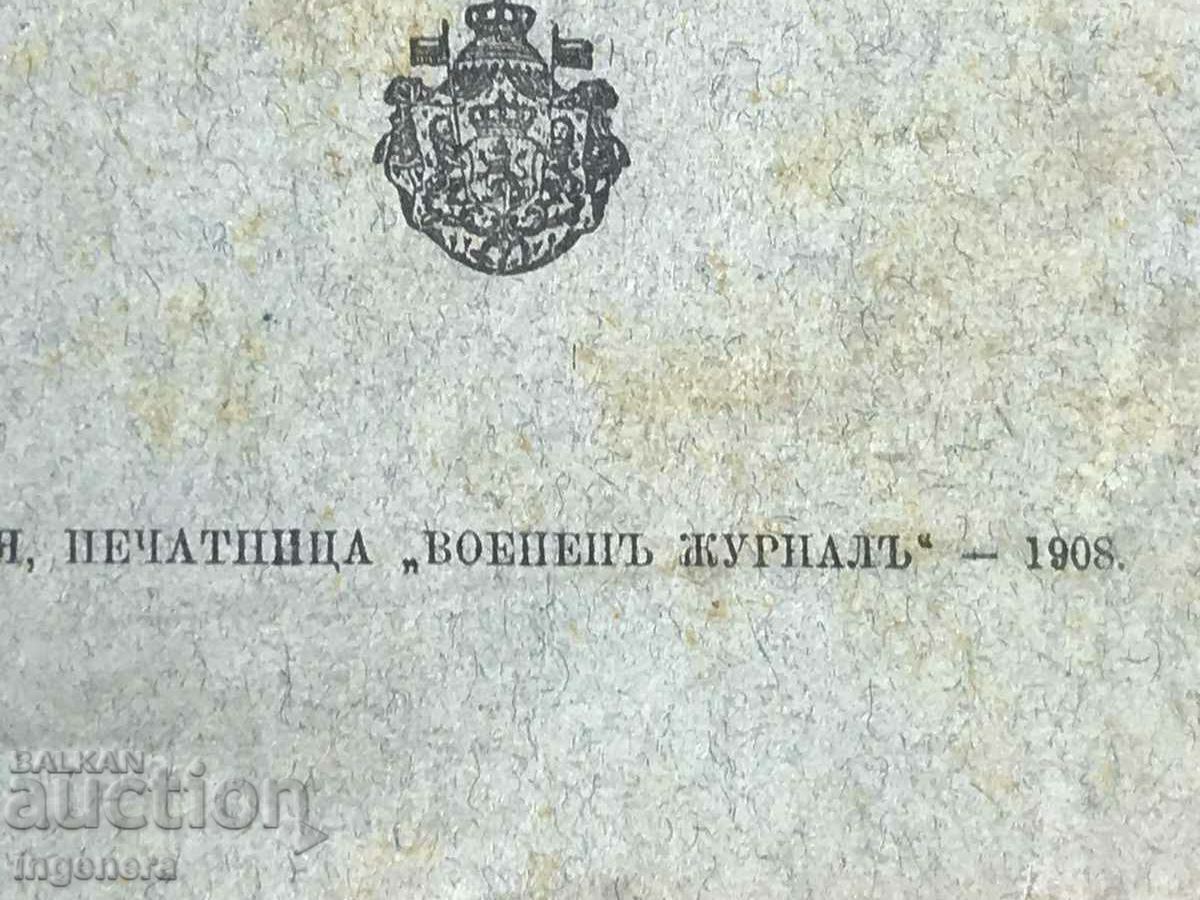 Я, ПЕЧАТНИЦА „ВОЕНЕНЪ ЖУРНАЛЪ“ — 1908.
BALKAN
auction
ingenera